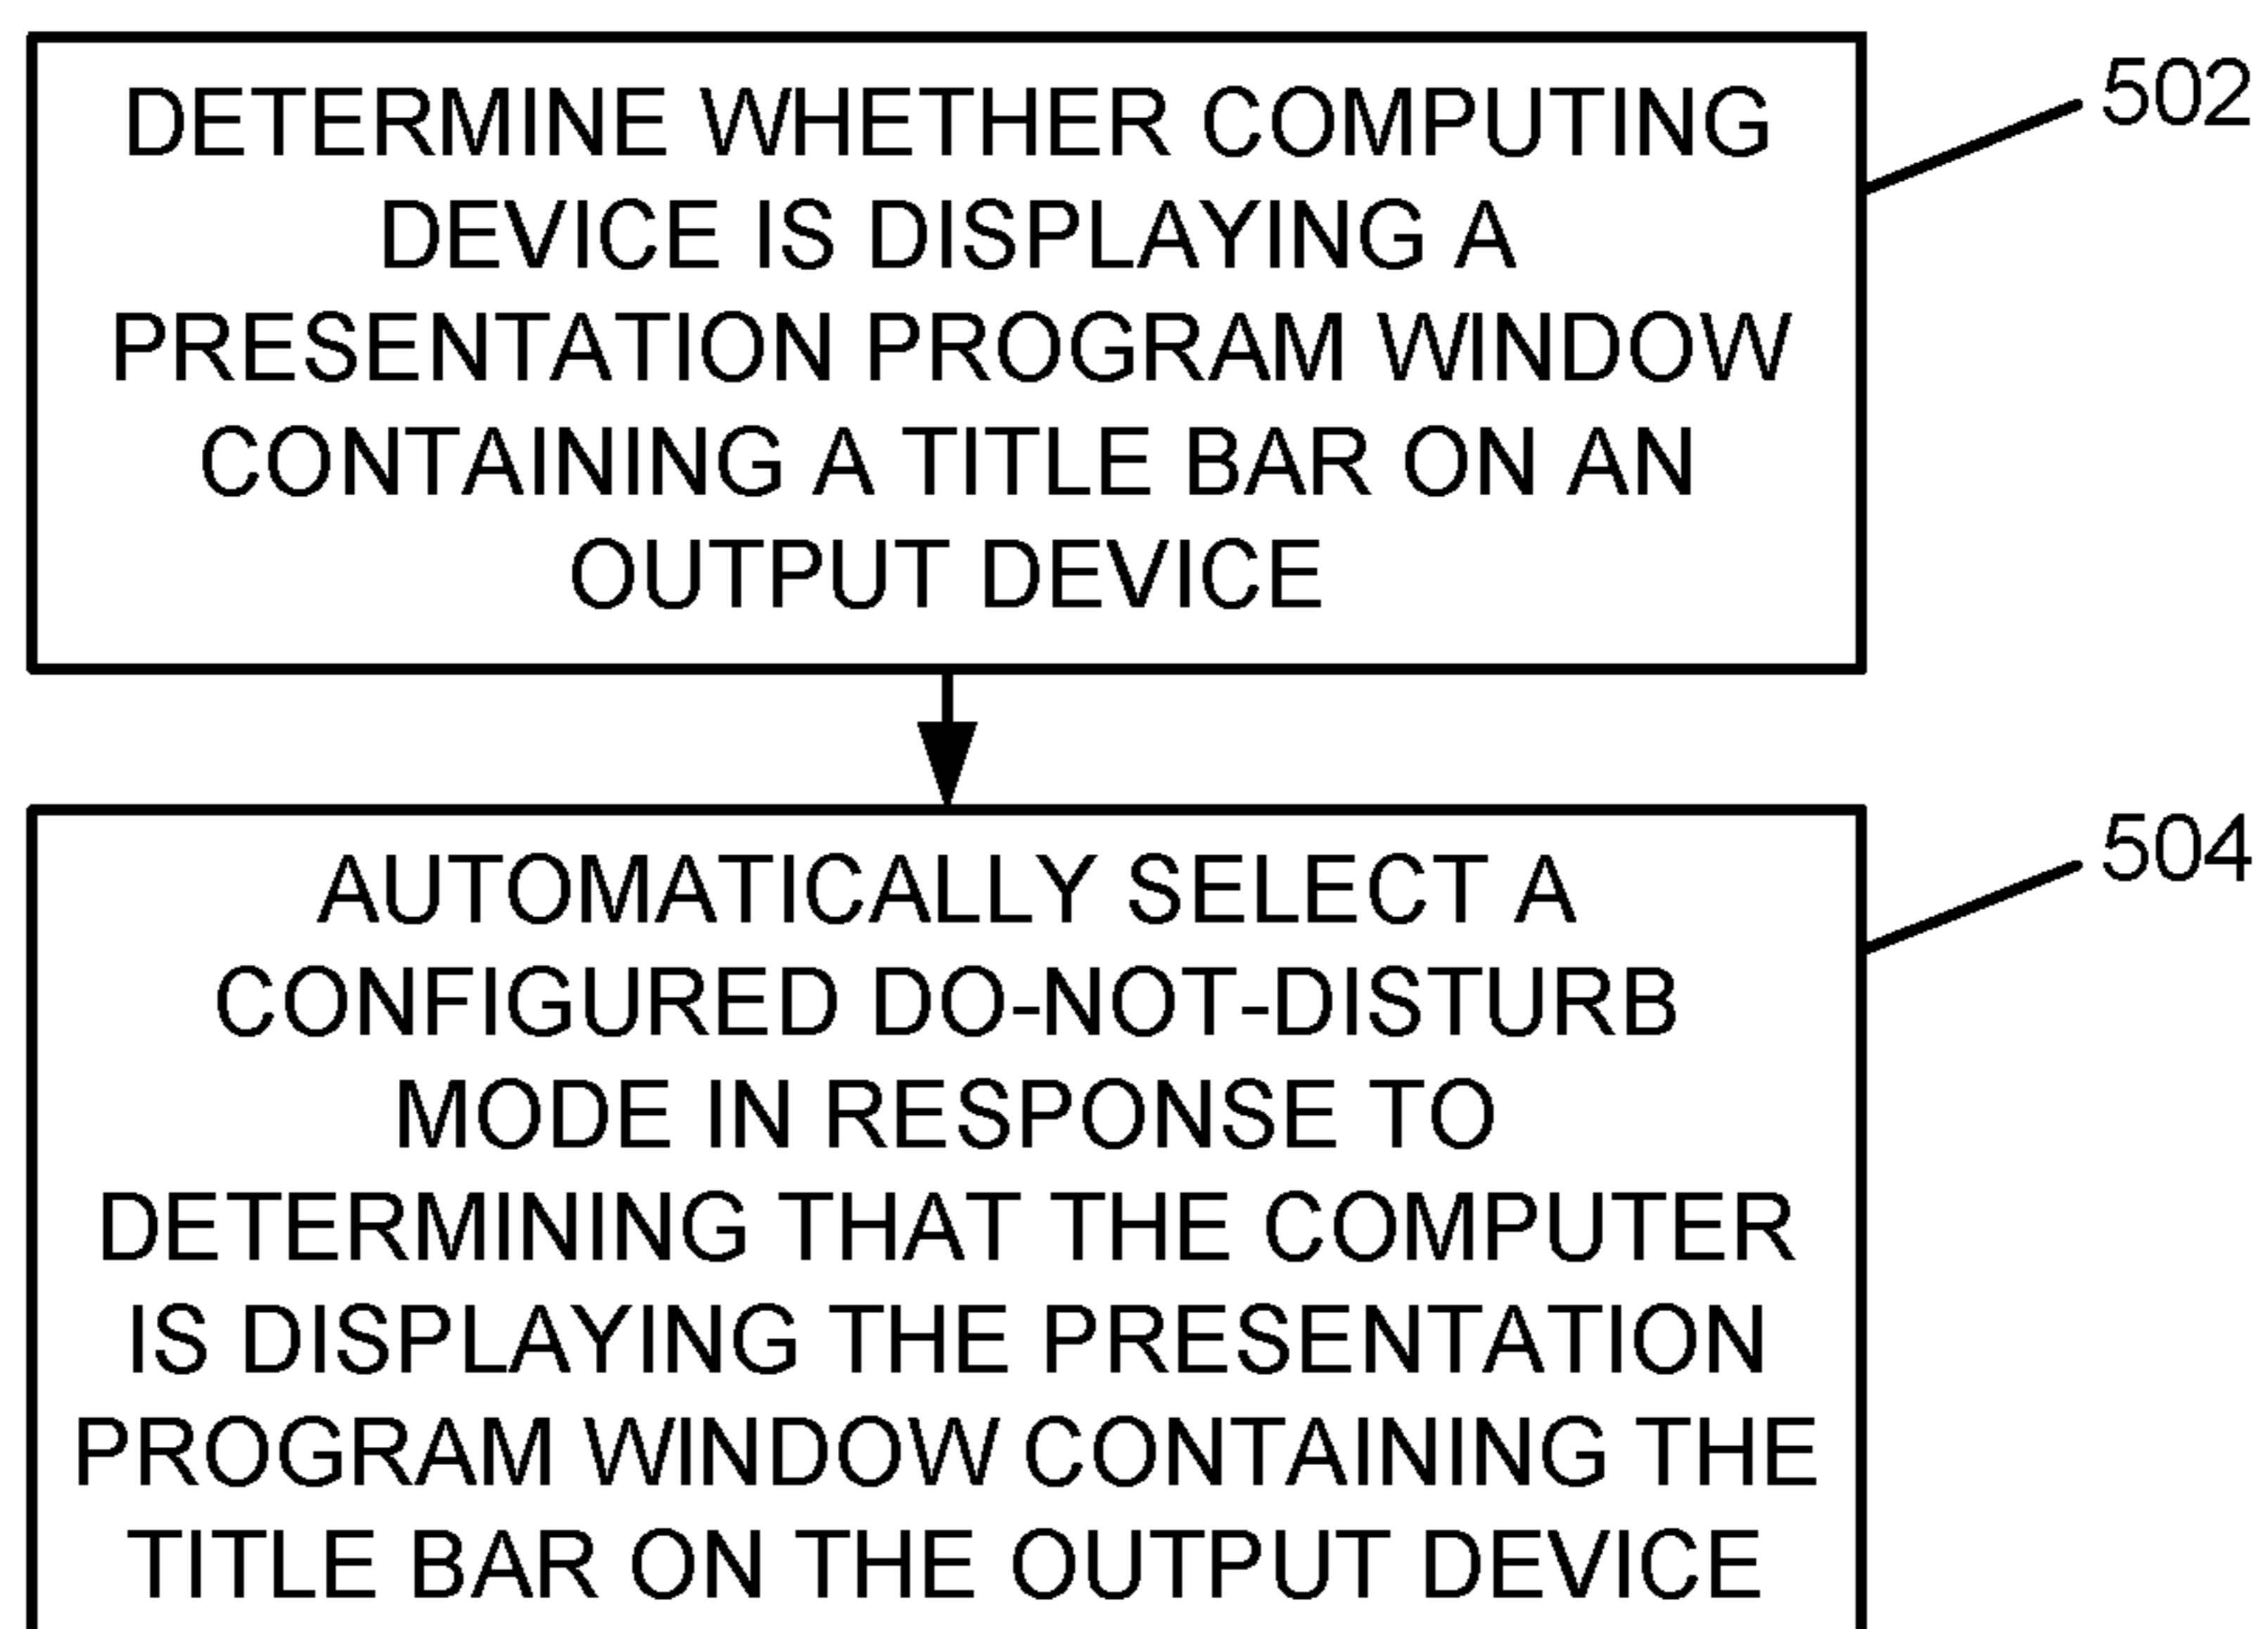 DETERMINE WHETHER COMPUTING
DEVICE IS DISPLAYING A
PRESENTATION PROGRAM WINDOW
CONTAINING A TITLE BAR ON AN
OUTPUT DEVICE
502
AUTOMATICALLY SELECT A
CONFIGURED DO-NOT-DISTURB
MODE IN RESPONSE TO
DETERMINING THAT THE COMPUTER
IS DISPLAYING THE PRESENTATION
PROGRAM WINDOW CONTAINING THE
TITLE BAR ON THE OUTPUT DEVICE
504